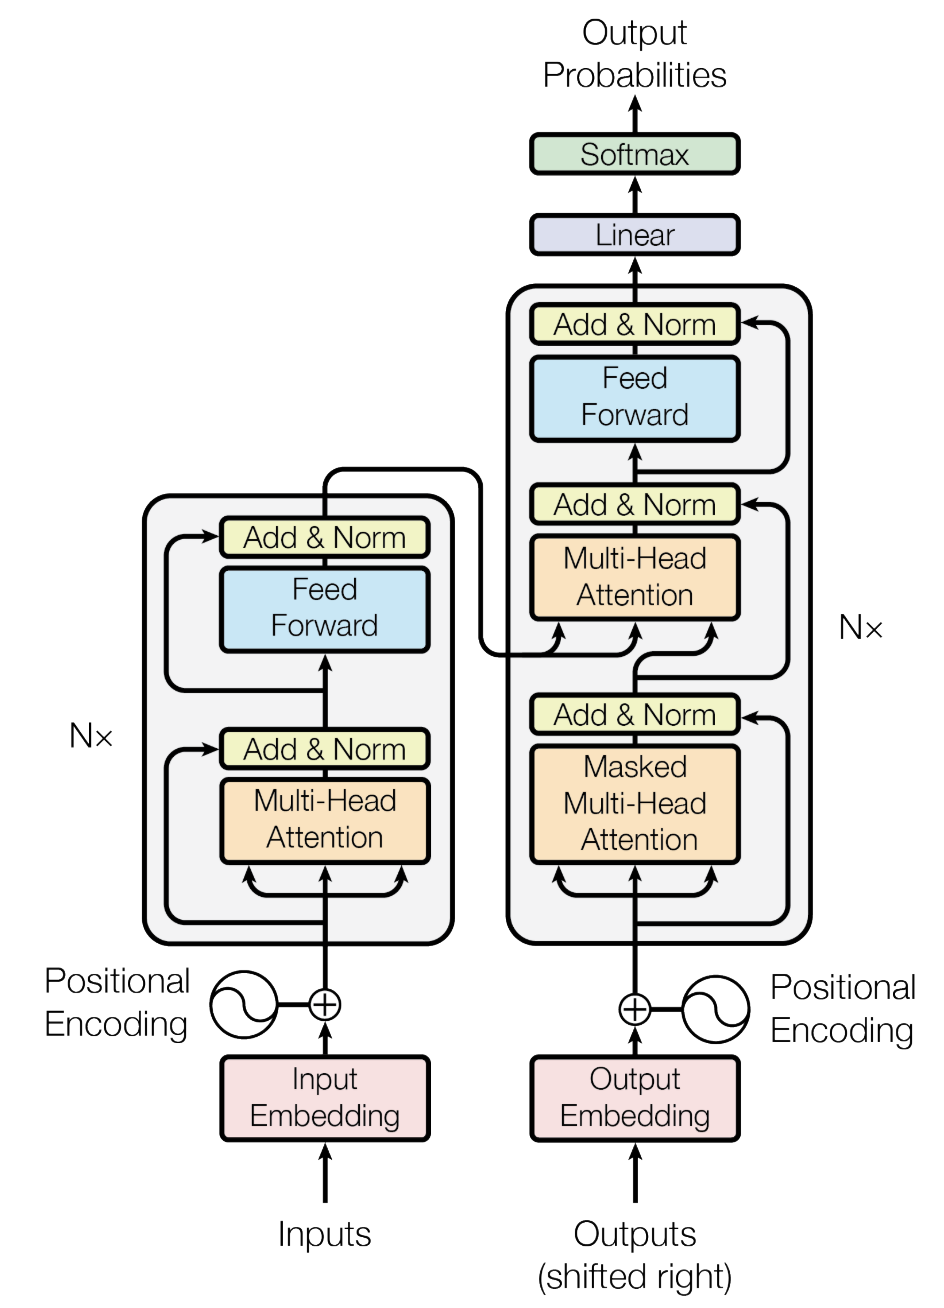 Output
Probabilities
Softmax
Linear
Add & Norm
Feed
Forward
Add & Norm
Multi-Head
Attention
Add & Norm
Masked
Multi-Head
Attention
N×
Add & Norm
Feed
Forward
Add & Norm
Multi-Head
Attention
N×
Positional
Encoding
Positional
Encoding
Input
Embedding
Output
Embedding
Inputs
Outputs
(shifted right)